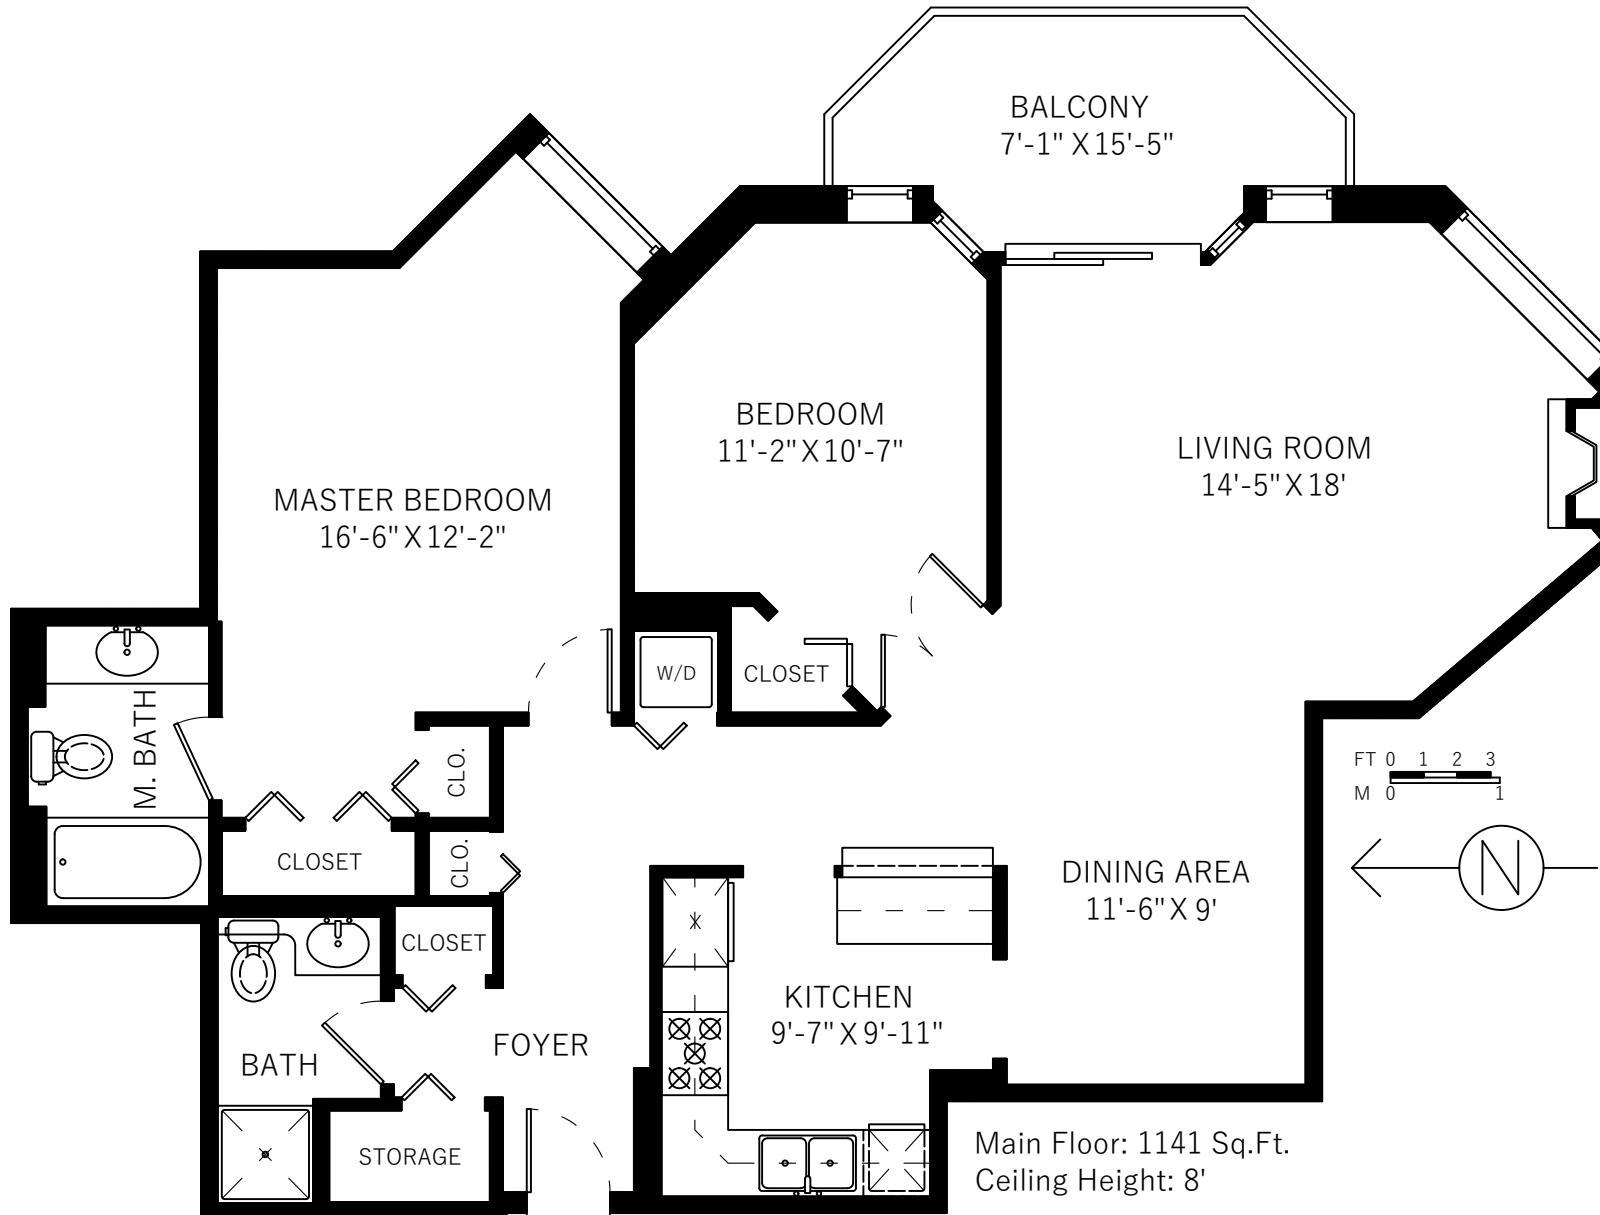 BALCONY
7'-1" X 15'-5"
BEDROOM
11'-2" X 10'-7"
LIVING ROOM
14'-5" X 18'
MASTER BEDROOM
16'-6" X 12'-2"
W/D
CLOSET
M. BATH
CLO.
FT 0 1 2 3
M 0 1
CLOSET
CLO.
DINING AREA
11'-6" X 9'
N
CLOSET
KITCHEN
9'-7" X 9'-11"
FOYER
BATH
STORAGE
Main Floor: 1141 Sq.Ft.
Ceiling Height: 8'